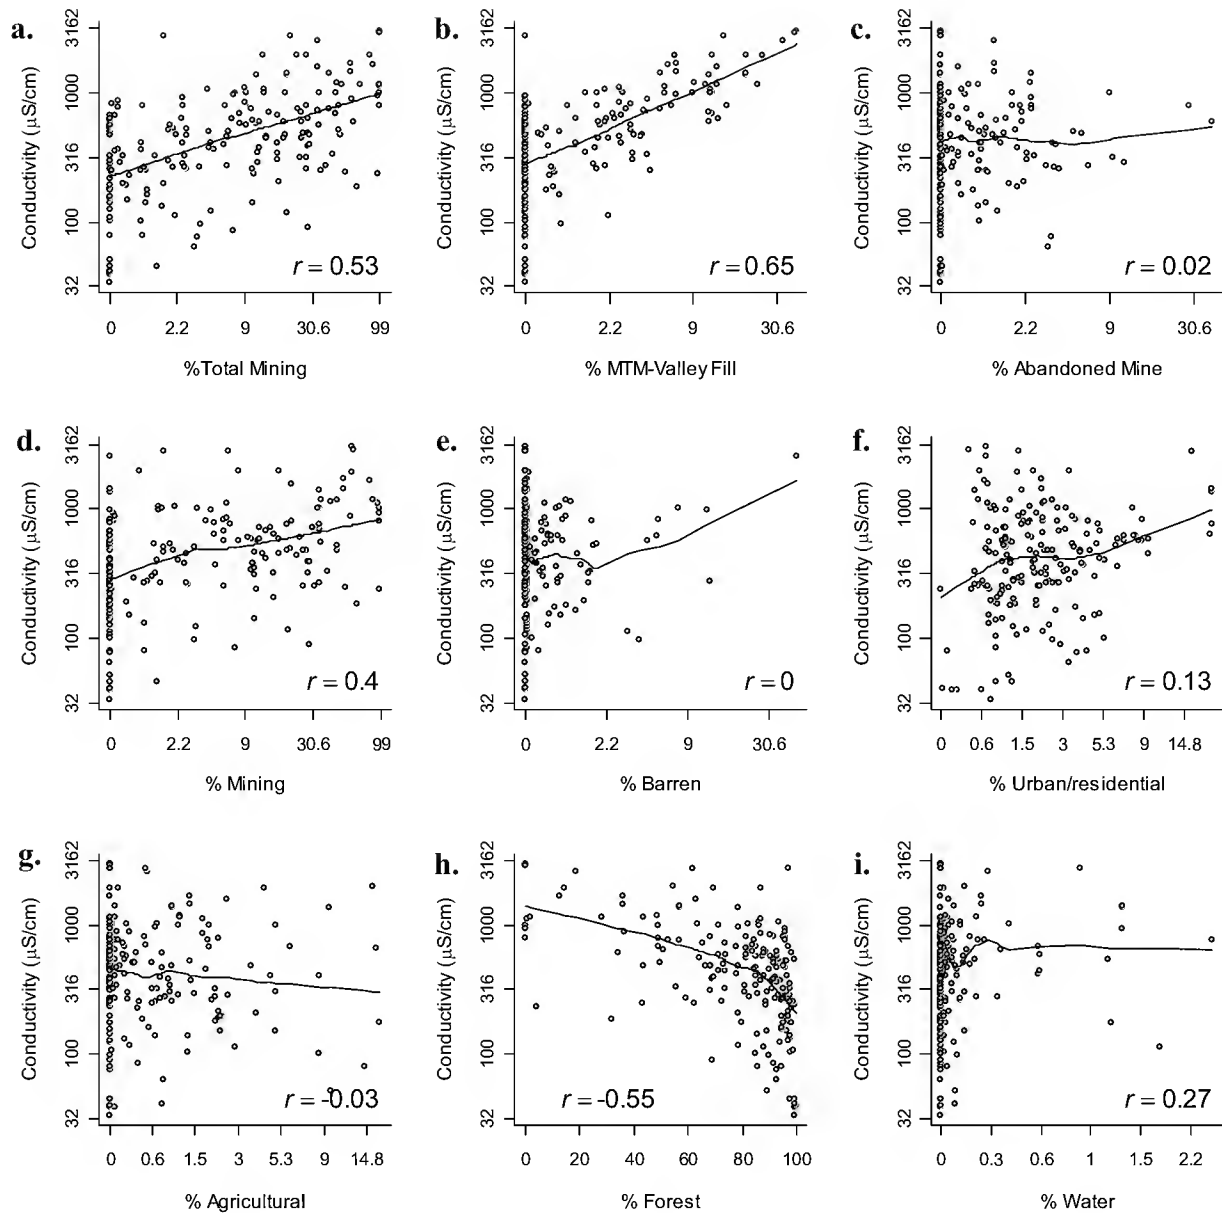 a.
3162
1000
316
100
32
Conductivity (µS/cm)
r = 0.53
0 2.2 9 30.6 99
%Total Mining
b.
3162
1000
316
100
32
Conductivity (µS/cm)
r = 0.65
0 2.2 9 30.6
% MTM-Valley Fill
c.
3162
1000
316
100
32
Conductivity (µS/cm)
r = 0.02
0 2.2 9 30.6
% Abandoned Mine
d.
3162
1000
316
100
32
Conductivity (µS/cm)
r = 0.4
0 2.2 9 30.6 99
% Mining
e.
3162
1000
316
100
32
Conductivity (µS/cm)
r = 0
0 2.2 9 30.6
% Barren
f.
3162
1000
316
100
32
Conductivity (µS/cm)
r = 0.13
0 0.6 1.5 3 5.3 9 14.8
% Urban/residential
g.
3162
1000
316
100
32
Conductivity (µS/cm)
r = -0.03
0 0.6 1.5 3 5.3 9 14.8
% Agricultural
h.
3162
1000
316
100
32
Conductivity (µS/cm)
r = -0.55
0 20 40 60 80 100
% Forest
i.
3162
1000
316
100
32
Conductivity (µS/cm)
r = 0.27
0 0.3 0.6 1 1.5 2.2
% Water